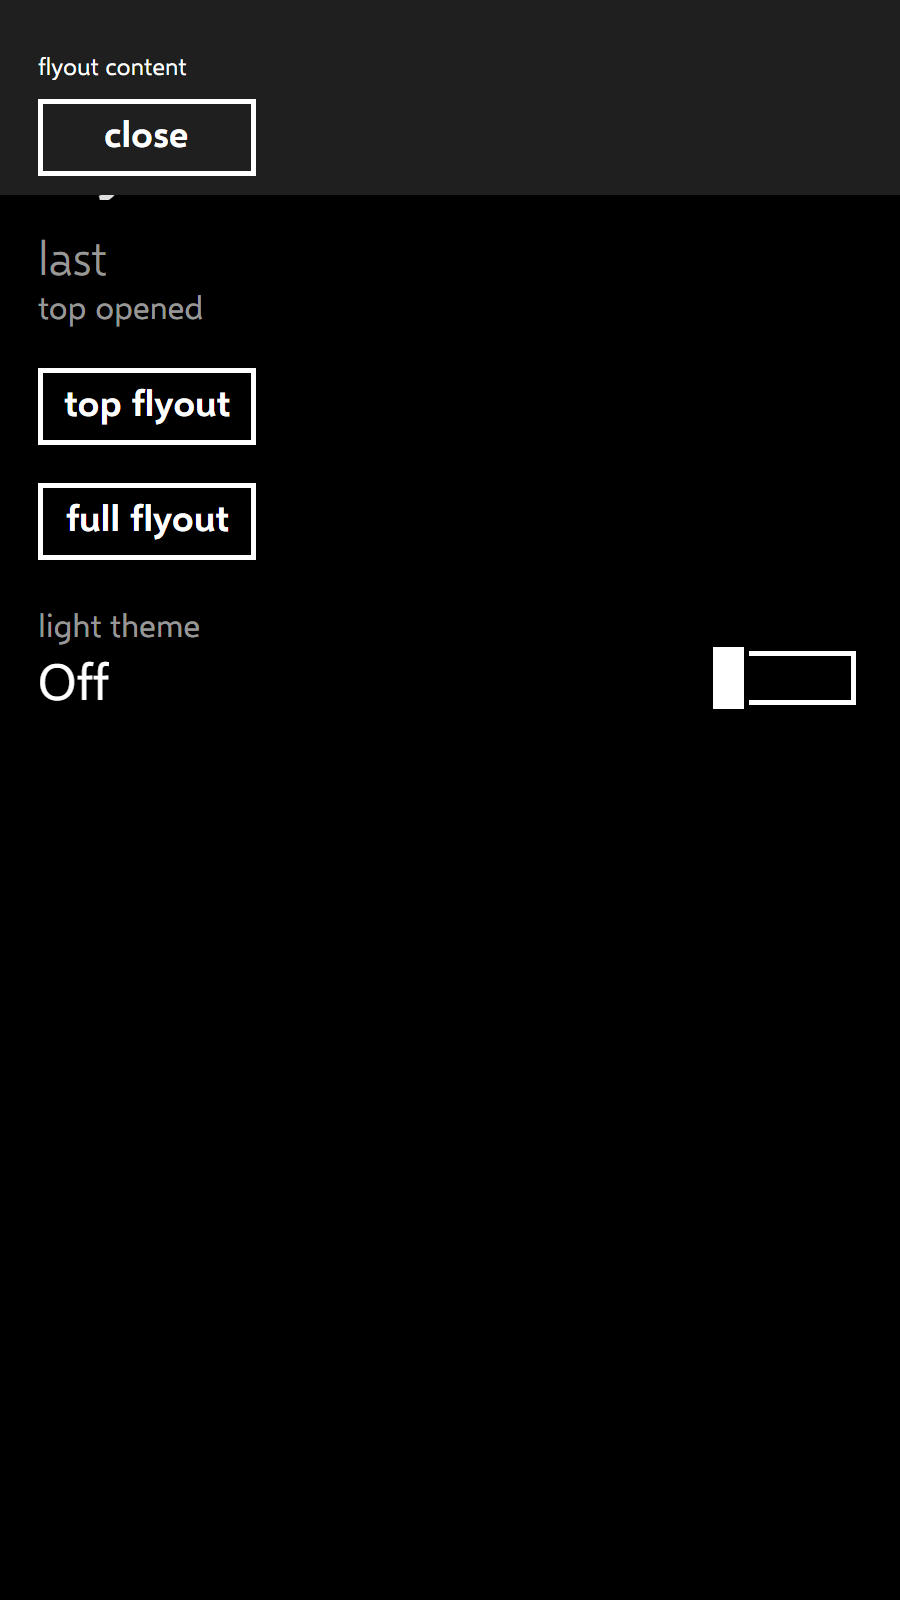 flyout content
close
last
top opened
top flyout
full flyout
light theme
Off